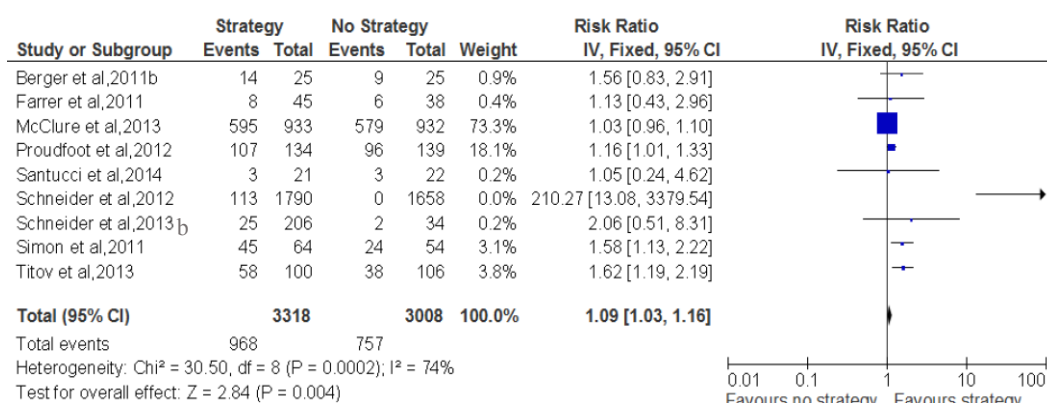 Strategy No Strategy Risk Ratio Risk Ratio
Study or Subgroup Events Total Events Total Weight IV, Fixed, 95% CI IV, Fixed, 95% CI
Berger et al,2011b 14 25 9 25 0.9% 1.56 [0.83, 2.91]
Farrer et al,2011 8 45 6 38 0.4% 1.13 [0.43, 2.96]
McClure et al,2013 595 933 579 932 73.3% 1.03 [0.96, 1.10]
Proudfoot et al,2012 107 134 96 139 18.1% 1.16 [1.01, 1.33]
Santucci et al,2014 3 21 3 22 0.2% 1.05 [0.24, 4.62]
Schneider et al,2012 113 1790 0 1658 0.0% 210.27 [13.08, 3379.54]
Schneider et al,2013b 25 206 2 34 0.2% 2.06 [0.51, 8.31]
Simon et al,2011 45 64 24 54 3.1% 1.58 [1.13, 2.22]
Titov et al,2013 58 100 38 106 3.8% 1.62 [1.19, 2.19]
Total (95% CI) 3318 3008 100.0% 1.09 [1.03, 1.16]
Total events 968 757
Heterogeneity: Chi² = 30.50, df = 8 (P = 0.0002); I² = 74%
Test for overall effect: Z = 2.84 (P = 0.004)
0.01 0.1 1 10 100
Favours no strategy Favours strategy